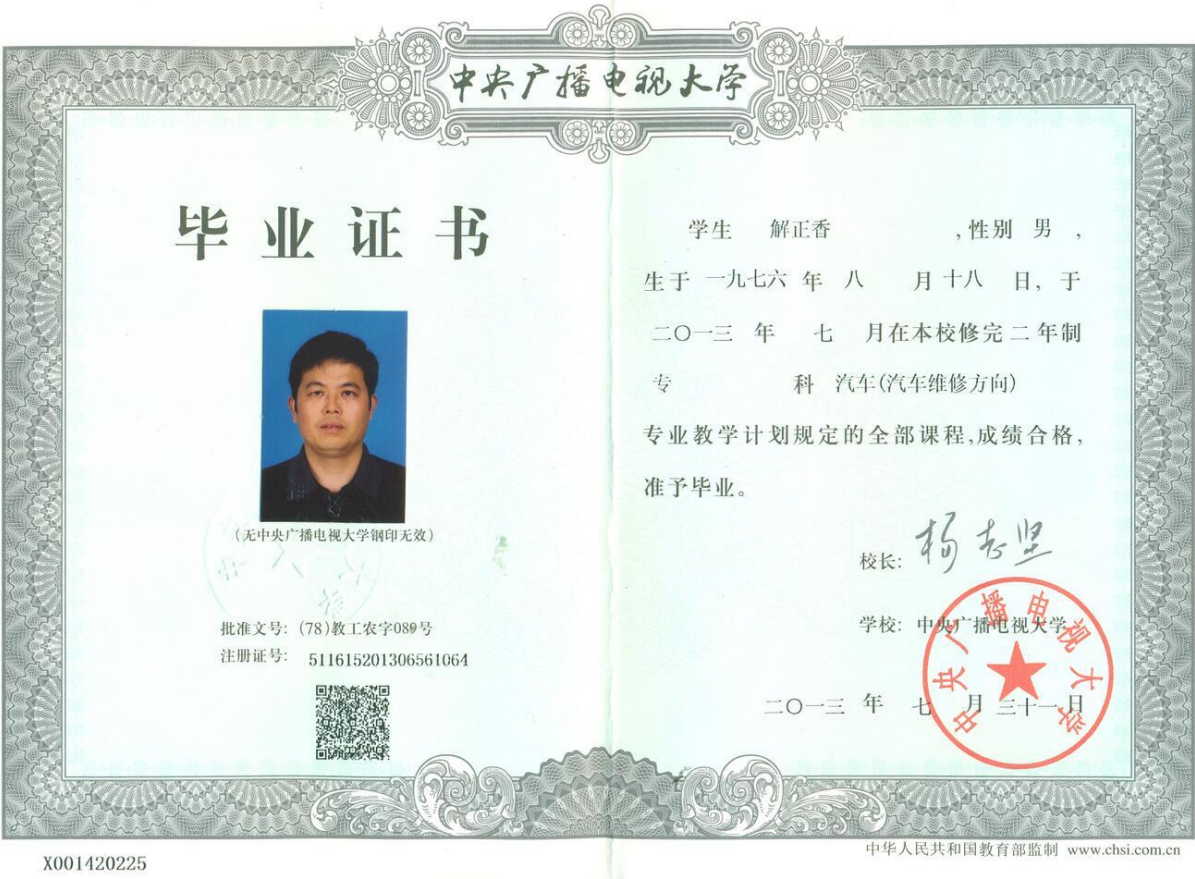 中央广播电视大学
毕业证书
(无中央广播电视大学钢印无效)
批准文号: (78)教工农字089号
注册证号: 511615201306561064
X001420225
学生 解正香 ,性别 男 ,
生于 一九七六 年 八 月 十八 日, 于
二〇一三 年 七 月在本校修完 二 年制
专 科 汽车(汽车维修方向)
专业教学计划规定的全部课程,成绩合格,
准予毕业。
校长: 杨志坚
学校: 中央广播电视大学
二〇一三 年 七 月 三十一 日
中央广播电视大学
中华人民共和国教育部监制 www.chsi.com.cn